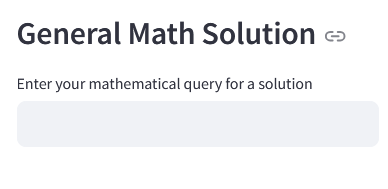 General Math Solution
Enter your mathematical query for a solution